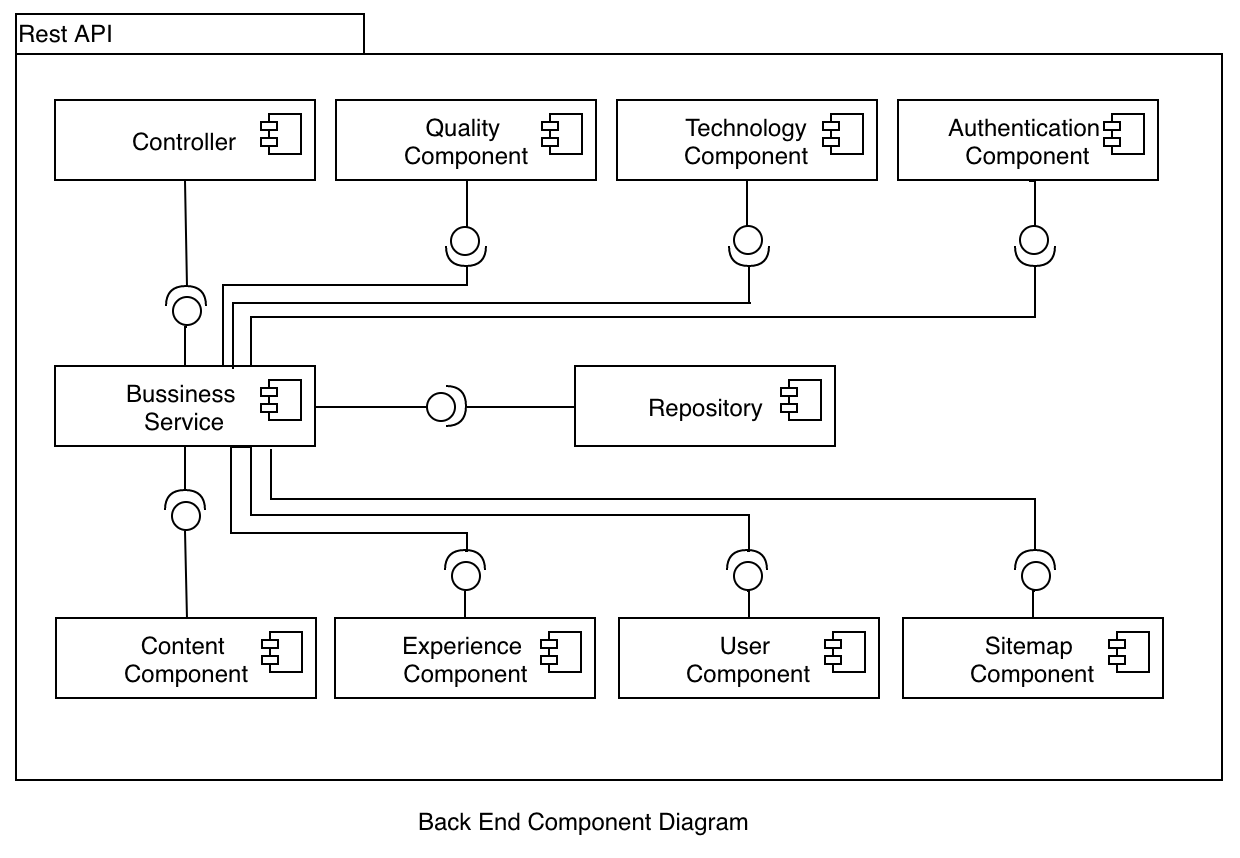 Rest API
Controller
Quality
Component
Technology
Component
Authentication
Component
Bussiness
Service
Repository
Content
Component
Experience
Component
User
Component
Sitemap
Component
Back End Component Diagram